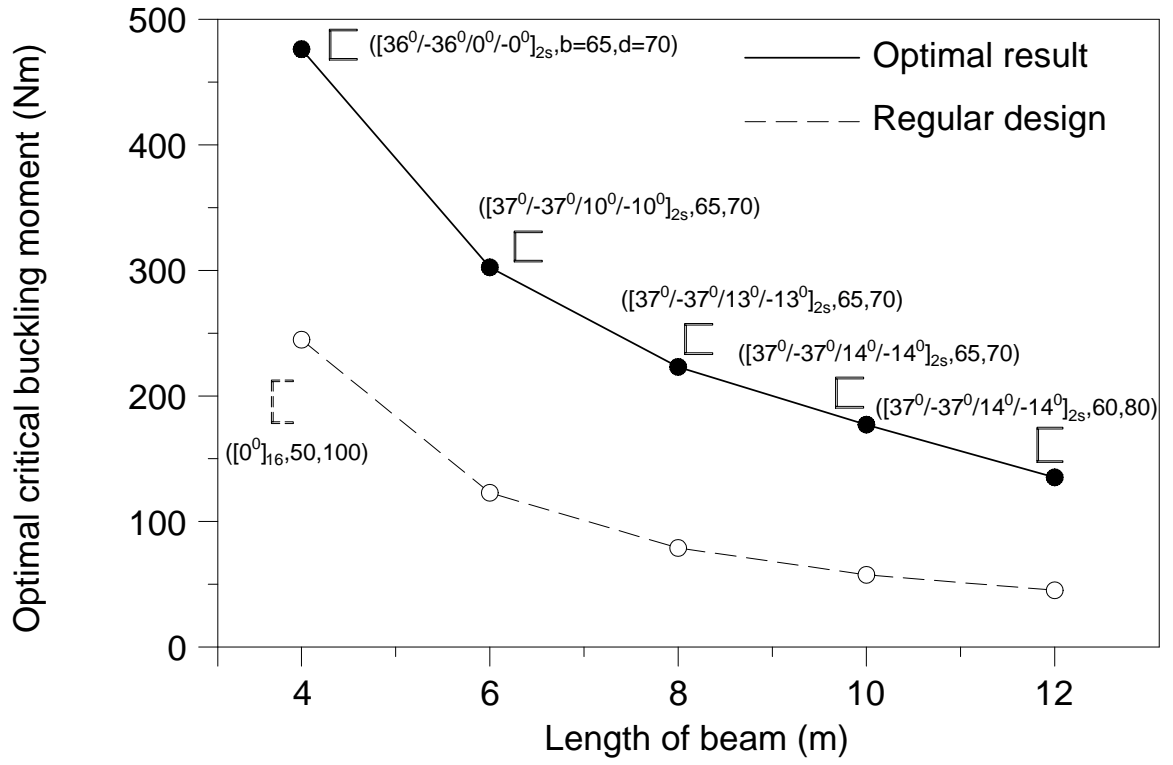 500
([36⁰/-36⁰/0⁰/-0⁰]₂ₛ,b=65,d=70)
Optimal result
Regular design
400
([37⁰/-37⁰/10⁰/-10⁰]₂ₛ,65,70)
300
([37⁰/-37⁰/13⁰/-13⁰]₂ₛ,65,70)
([37⁰/-37⁰/14⁰/-14⁰]₂ₛ,65,70)
200
([37⁰/-37⁰/14⁰/-14⁰]₂ₛ,60,80)
([0⁰]₁₆,50,100)
100
0
4 6 8 10 12
Length of beam (m)
Optimal critical buckling moment (Nm)